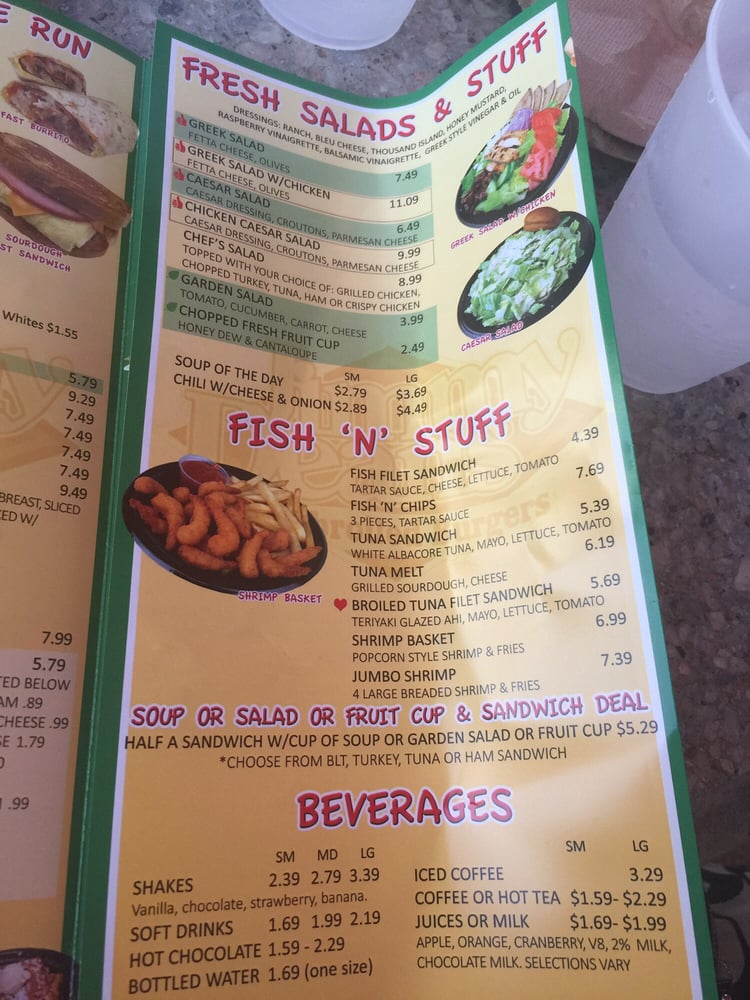 E RUN
FAST BURRITO
SOURDOUGH
ST SANDWICH
Whites $1.55
5.79
9.29
7.49
7.49
7.49
7.49
9.49
BREAST, SLICED
ED W/
7.99
5.79
TED BELOW
AM .89
CHEESE .99
SE 1.79
.99
FRESH SALADS & STUFF
DRESSINGS: RANCH, BLEU CHEESE, THOUSAND ISLAND, HONEY MUSTARD,
RASPBERRY VINAIGRETTE, BALSAMIC VINAIGRETTE, GREEK STYLE VINEGAR & OIL
GREEK SALAD 7.49
FETTA CHEESE, OLIVES
GREEK SALAD W/CHICKEN 11.09
FETTA CHEESE, OLIVES
CAESAR SALAD 6.49
CAESAR DRESSING, CROUTONS, PARMESAN CHEESE
CHICKEN CAESAR SALAD 9.99
CAESAR DRESSING, CROUTONS, PARMESAN CHEESE
CHEF'S SALAD 8.99
TOPPED WITH YOUR CHOICE OF: GRILLED CHICKEN,
CHOPPED TURKEY, TUNA, HAM OR CRISPY CHICKEN
GARDEN SALAD 3.99
TOMATO, CUCUMBER, CARROT, CHEESE
CHOPPED FRESH FRUIT CUP 2.49
HONEY DEW & CANTALOUPE
GREEK SALAD W/CHICKEN
CAESAR SALAD
SM LG
SOUP OF THE DAY $2.79 $3.69
CHILI W/CHEESE & ONION $2.89 $4.49
FISH 'N' STUFF
FISH FILET SANDWICH 4.39
TARTAR SAUCE, CHEESE, LETTUCE, TOMATO
FISH 'N' CHIPS 7.69
3 PIECES, TARTAR SAUCE
TUNA SANDWICH 5.39
WHITE ALBACORE TUNA, MAYO, LETTUCE, TOMATO
TUNA MELT 6.19
GRILLED SOURDOUGH, CHEESE
BROILED TUNA FILET SANDWICH 5.69
TERIYAKI GLAZED AHI, MAYO, LETTUCE, TOMATO
SHRIMP BASKET 6.99
POPCORN STYLE SHRIMP & FRIES
JUMBO SHRIMP 7.39
4 LARGE BREADED SHRIMP & FRIES
SHRIMP BASKET
SOUP OR SALAD OR FRUIT CUP & SANDWICH DEAL
HALF A SANDWICH W/CUP OF SOUP OR GARDEN SALAD OR FRUIT CUP $5.29
*CHOOSE FROM BLT, TURKEY, TUNA OR HAM SANDWICH
BEVERAGES
SM MD LG
SHAKES 2.39 2.79 3.39
Vanilla, chocolate, strawberry, banana.
SOFT DRINKS 1.69 1.99 2.19
HOT CHOCOLATE 1.59 - 2.29
BOTTLED WATER 1.69 (one size)
SM LG
ICED COFFEE 3.29
COFFEE OR HOT TEA $1.59- $2.29
JUICES OR MILK $1.69- $1.99
APPLE, ORANGE, CRANBERRY, V8, 2% MILK,
CHOCOLATE MILK. SELECTIONS VARY